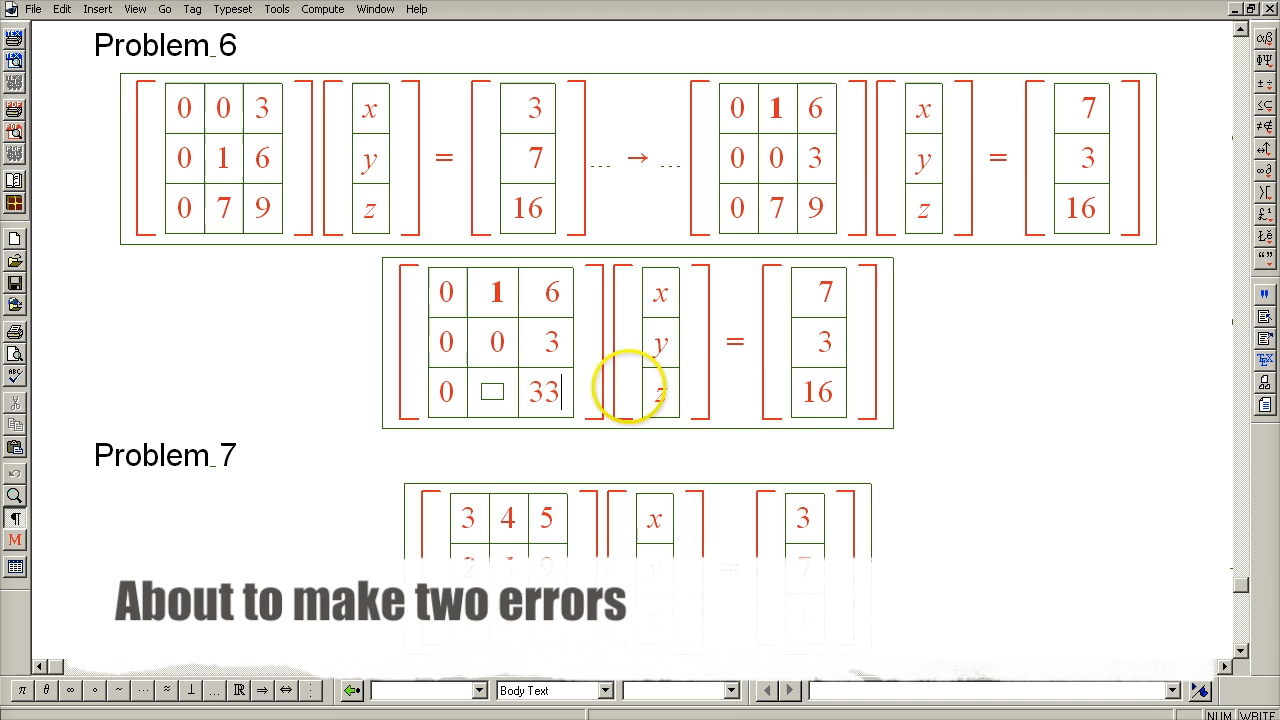 File Edit Insert View Go Tag Typeset Tools Compute Window Help
Problem 6
0 0 3 x 3 0 1 6 x 7
0 1 6 y = 7 ... → ... 0 0 3 y = 3
0 7 9 z 16 0 7 9 z 16
0 1 6 x 7
0 0 3 y = 3
0 33 z 16
Problem 7
3 4 5 x 3
About to make two errors
π θ ∞ ∘ ~ ⋯ ≈ ⊥ ... ℝ ⇒ ⇔ : Body Text
NUM WRITE